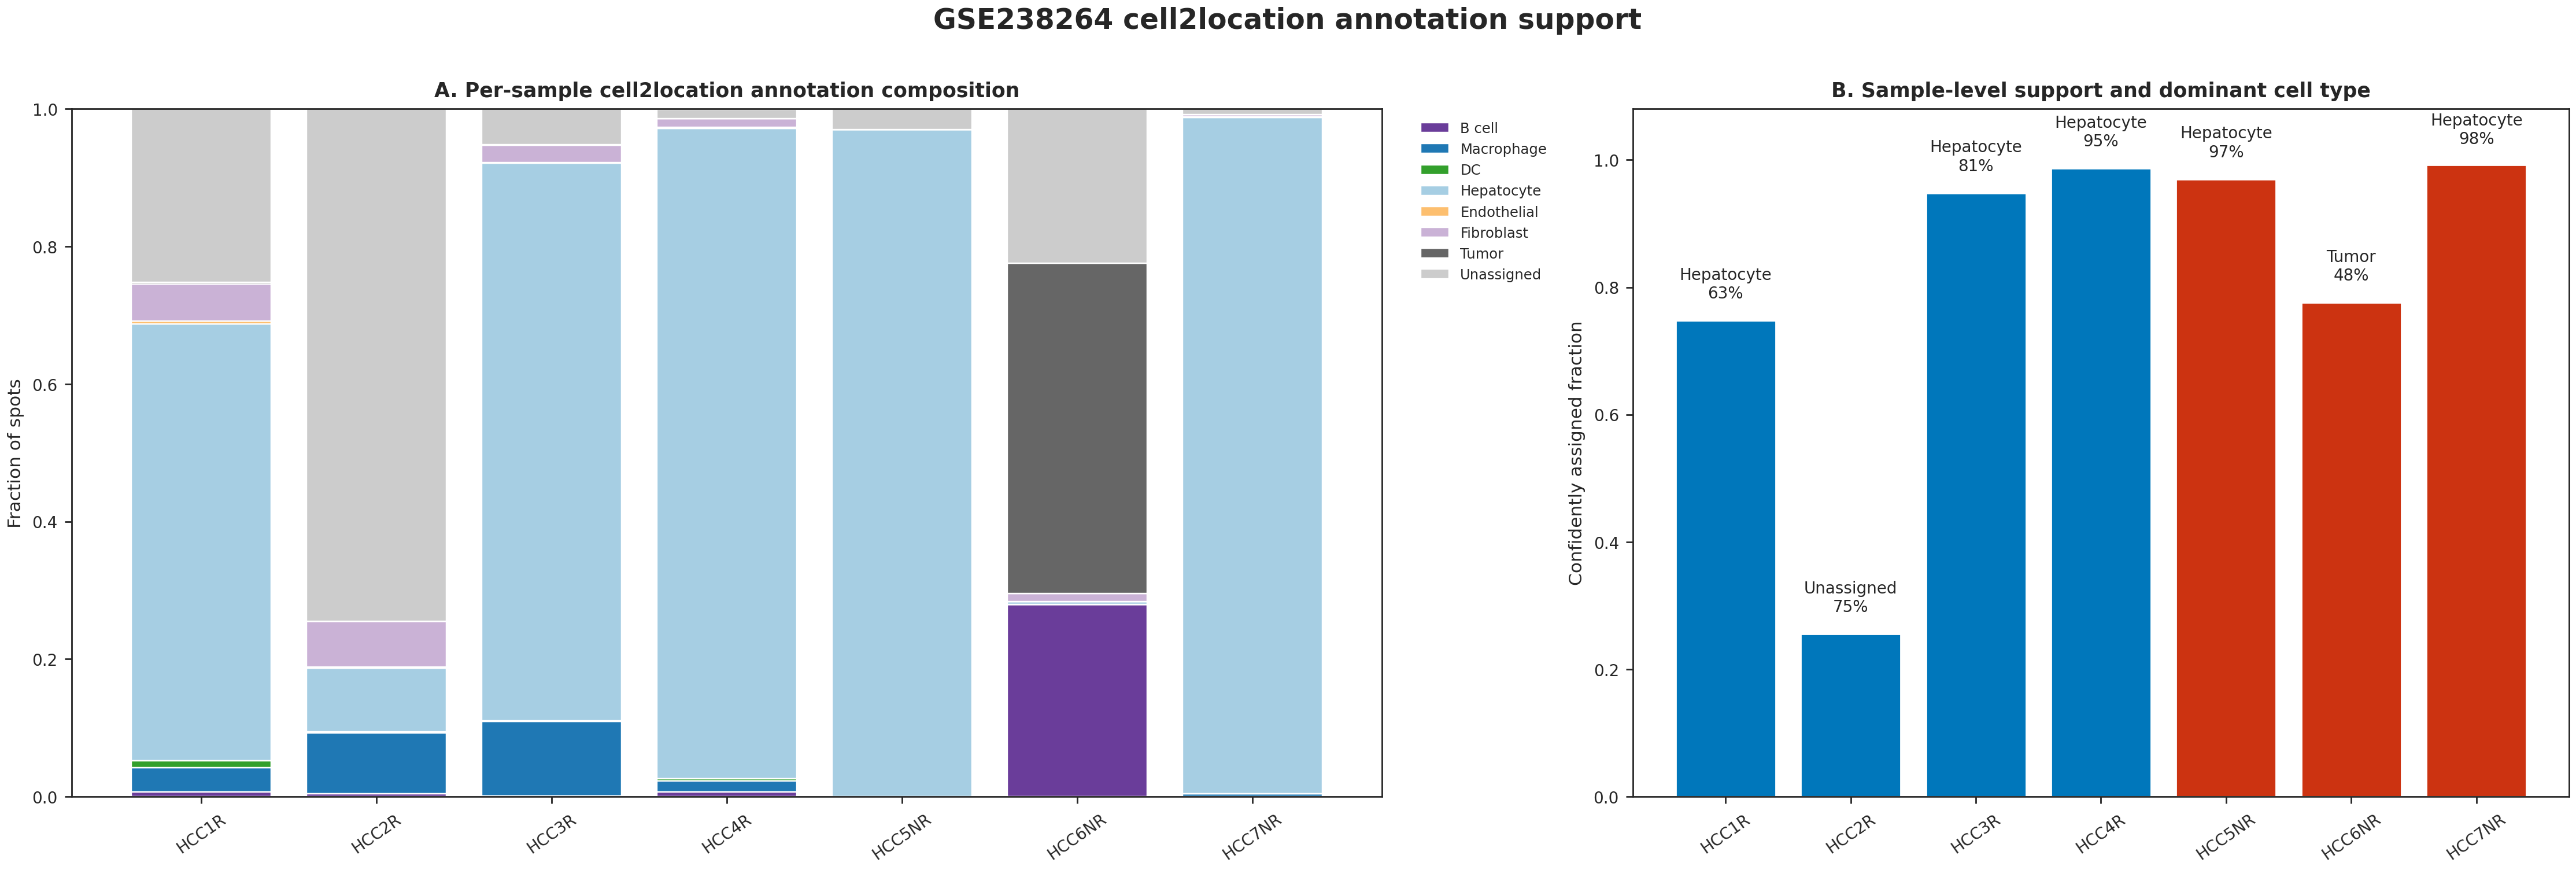 GSE238264 cell2location annotation support
A. Per-sample cell2location annotation composition
Fraction of spots
1.0
0.8
0.6
0.4
0.2
0.0
HCC1R
HCC2R
HCC3R
HCC4R
HCC5NR
HCC6NR
HCC7NR
B cell
Macrophage
DC
Hepatocyte
Endothelial
Fibroblast
Tumor
Unassigned
B. Sample-level support and dominant cell type
Confidently assigned fraction
1.0
0.8
0.6
0.4
0.2
0.0
Hepatocyte
63%
Unassigned
75%
Hepatocyte
81%
Hepatocyte
95%
Hepatocyte
97%
Tumor
48%
Hepatocyte
98%
HCC1R
HCC2R
HCC3R
HCC4R
HCC5NR
HCC6NR
HCC7NR